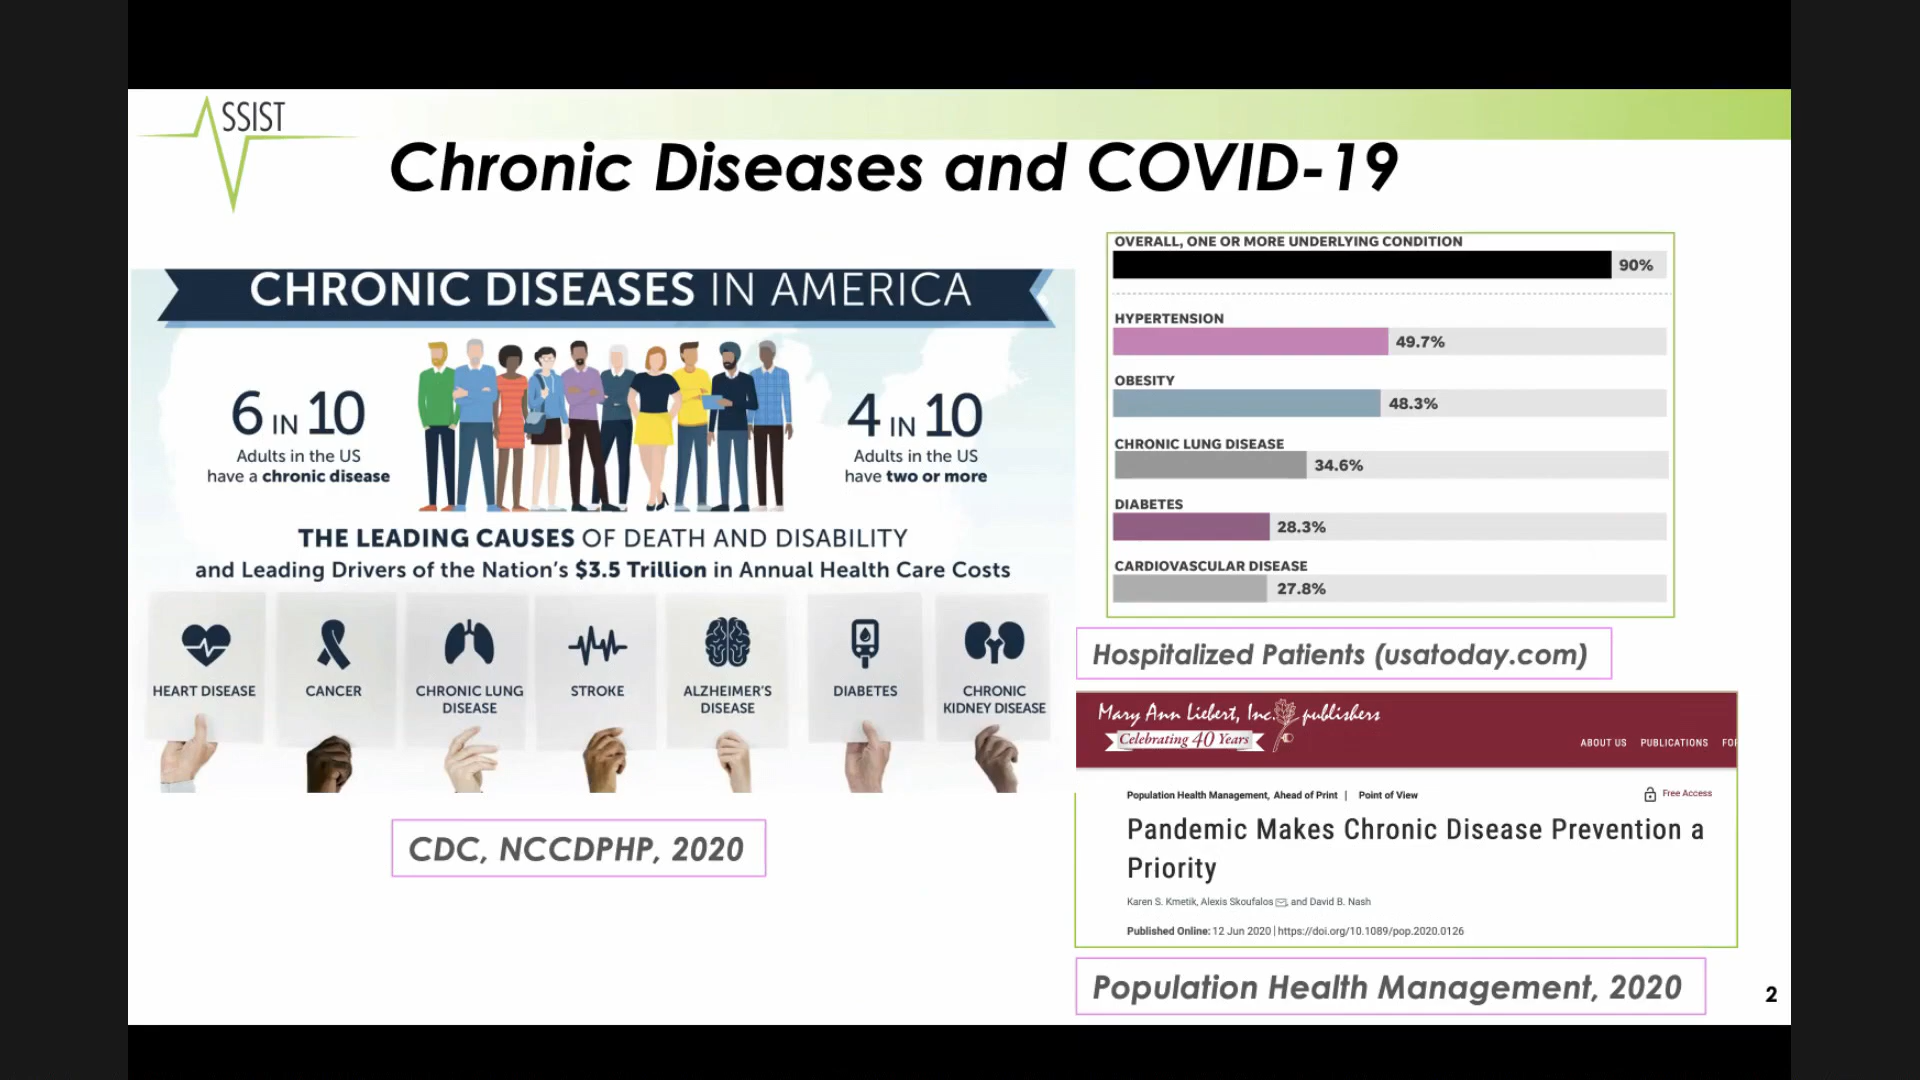 SSIST
Chronic Diseases and COVID-19
CHRONIC DISEASES IN AMERICA
6 IN 10
Adults in the US
have a chronic disease
4 IN 10
Adults in the US
have two or more
THE LEADING CAUSES OF DEATH AND DISABILITY
and Leading Drivers of the Nation's $3.5 Trillion in Annual Health Care Costs
HEART DISEASE
CANCER
CHRONIC LUNG
DISEASE
STROKE
ALZHEIMER'S
DISEASE
DIABETES
CHRONIC
KIDNEY DISEASE
CDC, NCCDPHP, 2020
OVERALL, ONE OR MORE UNDERLYING CONDITION
90%
HYPERTENSION
49.7%
OBESITY
48.3%
CHRONIC LUNG DISEASE
34.6%
DIABETES
28.3%
CARDIOVASCULAR DISEASE
27.8%
Hospitalized Patients (usatoday.com)
Mary Ann Liebert, Inc. publishers
Celebrating 40 Years
ABOUT US PUBLICATIONS FO
Population Health Management, Ahead of Print | Point of View
Free Access
Pandemic Makes Chronic Disease Prevention a
Priority
Karen S. Kmetik, Alexis Skoufalos, and David B. Nash
Published Online: 12 Jun 2020 | https://doi.org/10.1089/pop.2020.0126
Population Health Management, 2020
2